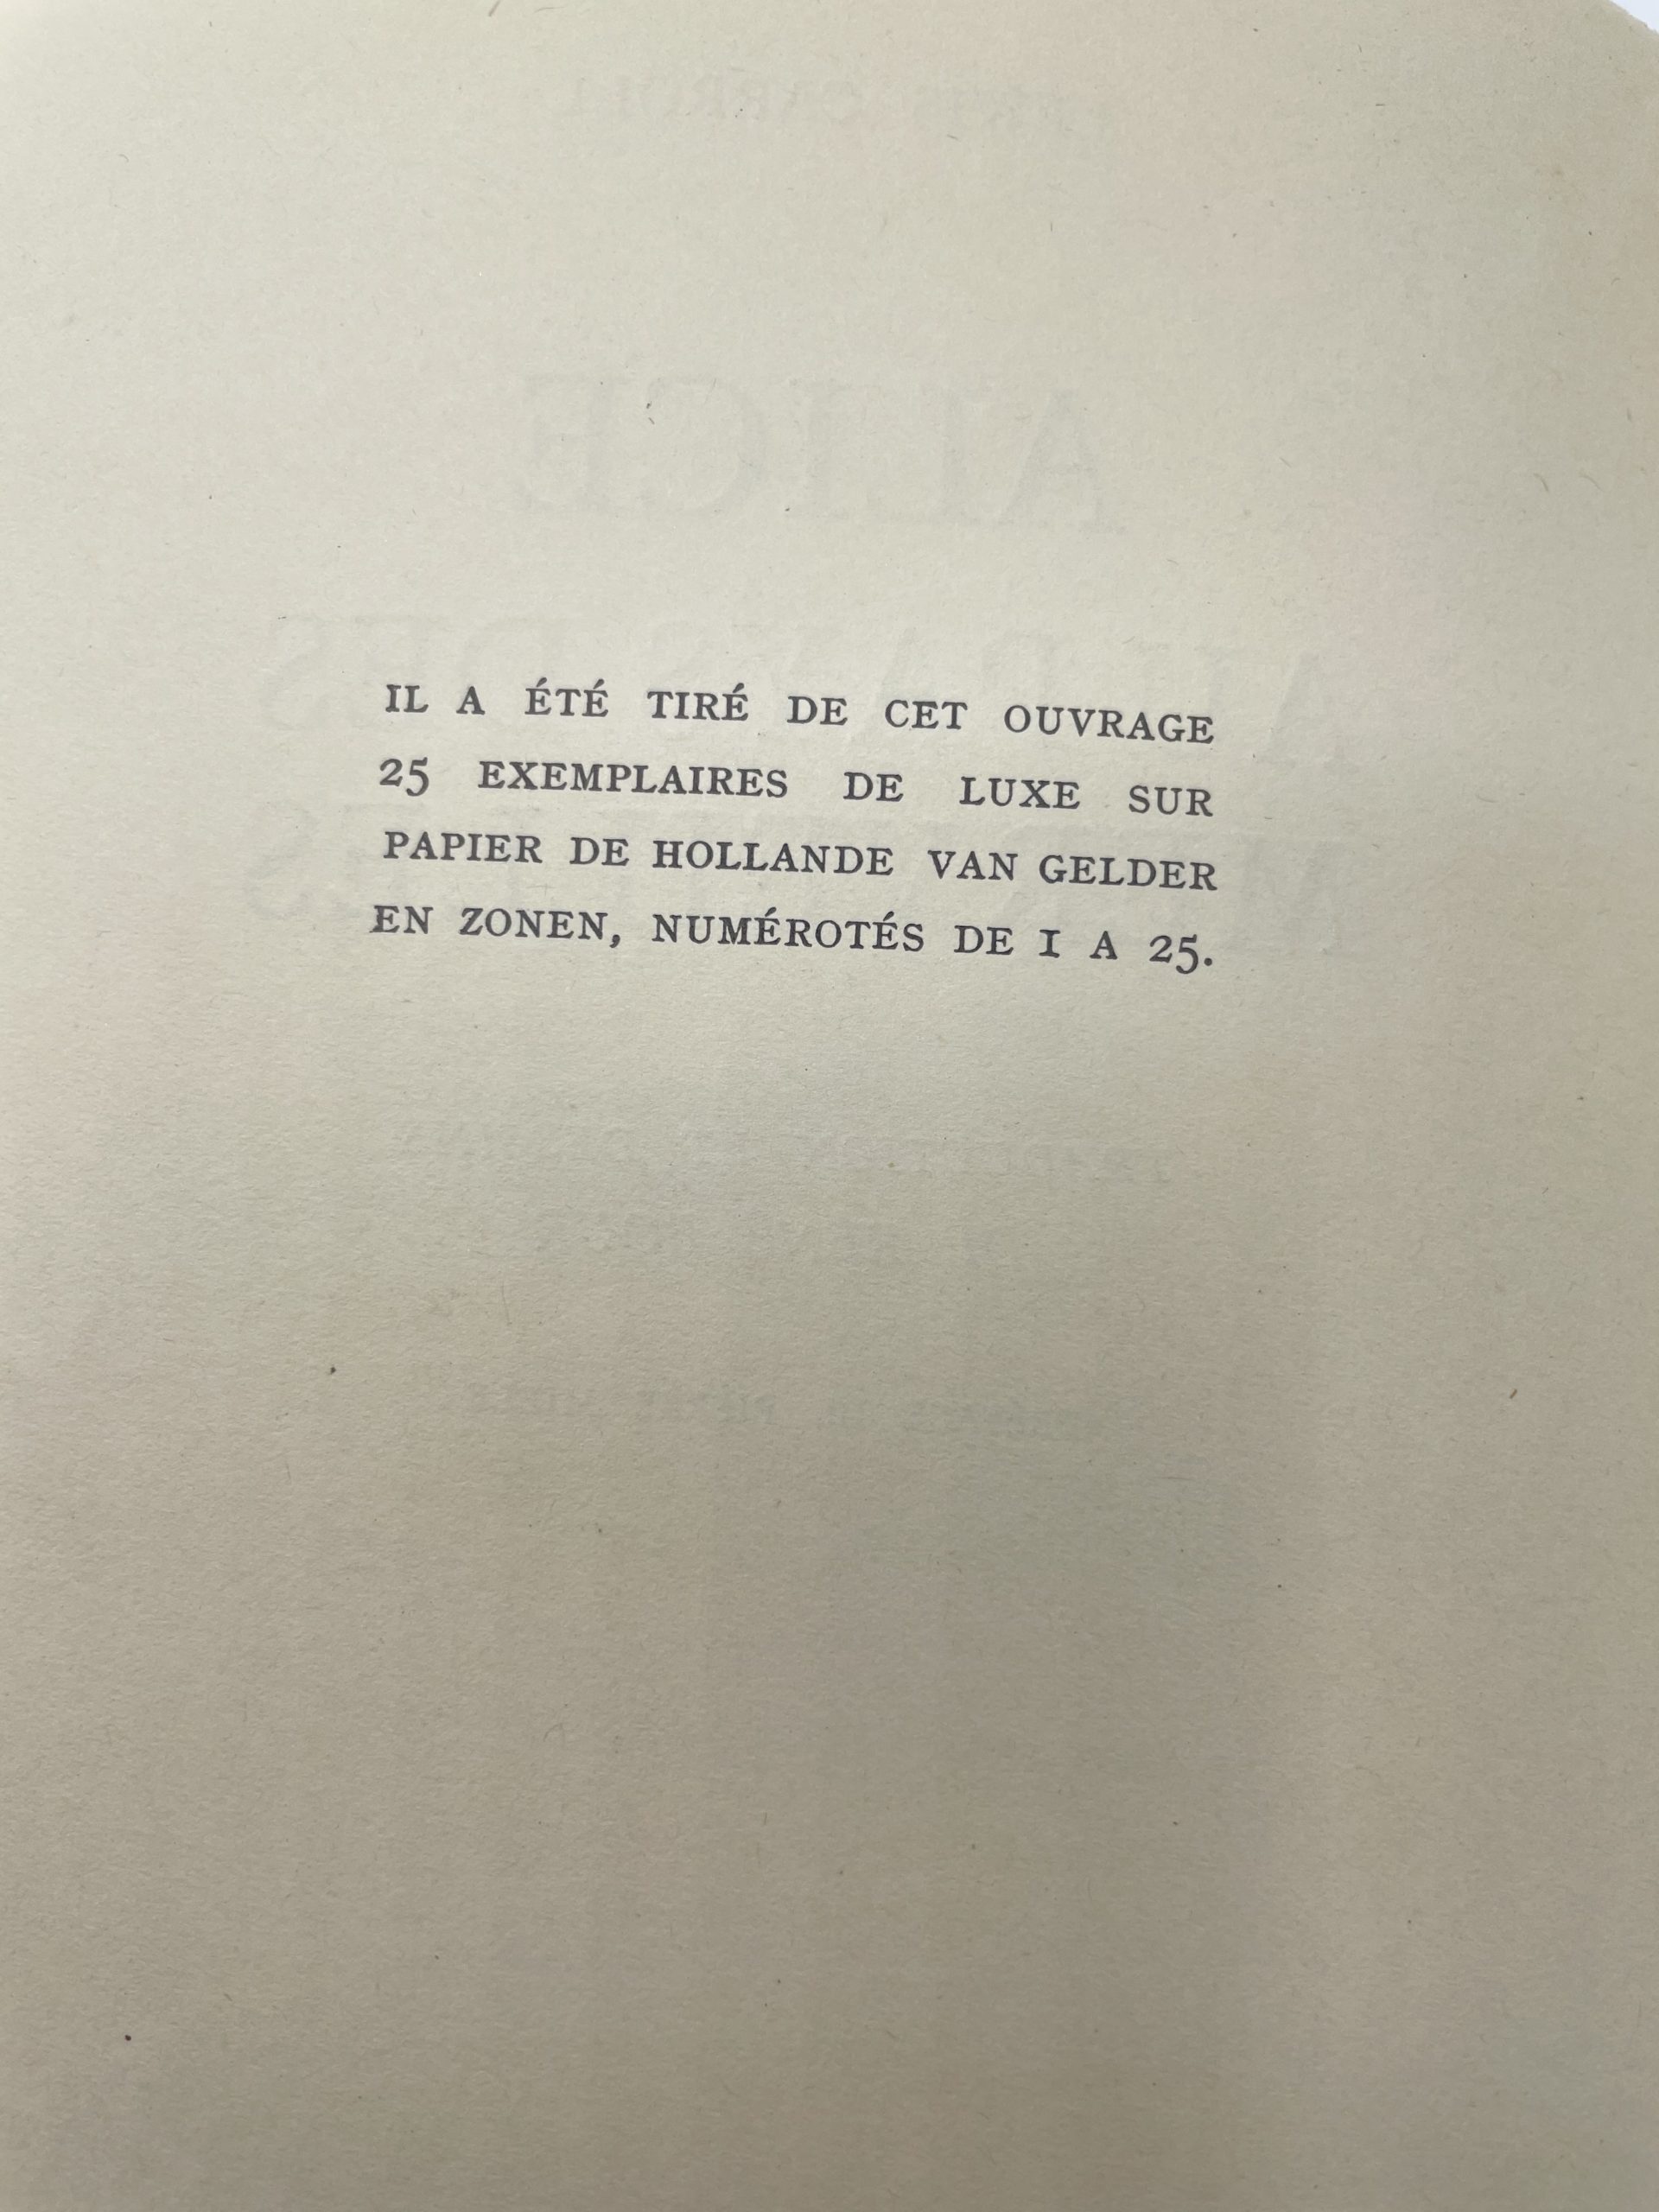 IL A ÉTÉ TIRÉ DE CET OUVRAGE
25 EXEMPLAIRES DE LUXE SUR
PAPIER DE HOLLANDE VAN GELDER
EN ZONEN, NUMÉROTÉS DE 1 A 25.